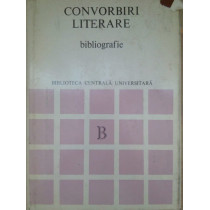 CONVORBIRI
LITERARE
bibliografie
BIBLIOTECA CENTRALĂ UNIVERSITARĂ
B